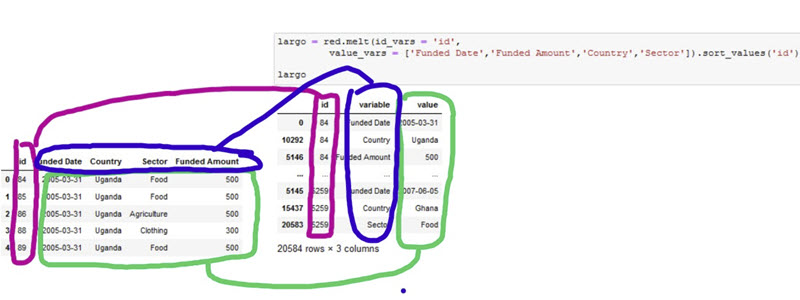 largo = red.melt(id_vars = 'id',
value_vars = ['Funded Date','Funded Amount','Country','Sector']).sort_values('id')
largo
id variable value
0 84 Funded Date 2005-03-31
10292 84 Country Uganda
5146 84 Funded Amount 500
... ... ... ...
5145 5259 Funded Date 2007-06-05
15437 5259 Country Ghana
20583 5259 Sector Food
20584 rows × 3 columns
id Funded Date Country Sector Funded Amount
0 84 2005-03-31 Uganda Food 500
1 85 2005-03-31 Uganda Food 500
2 86 2005-03-31 Uganda Agriculture 500
3 88 2005-03-31 Uganda Clothing 300
4 89 2005-03-31 Uganda Food 500